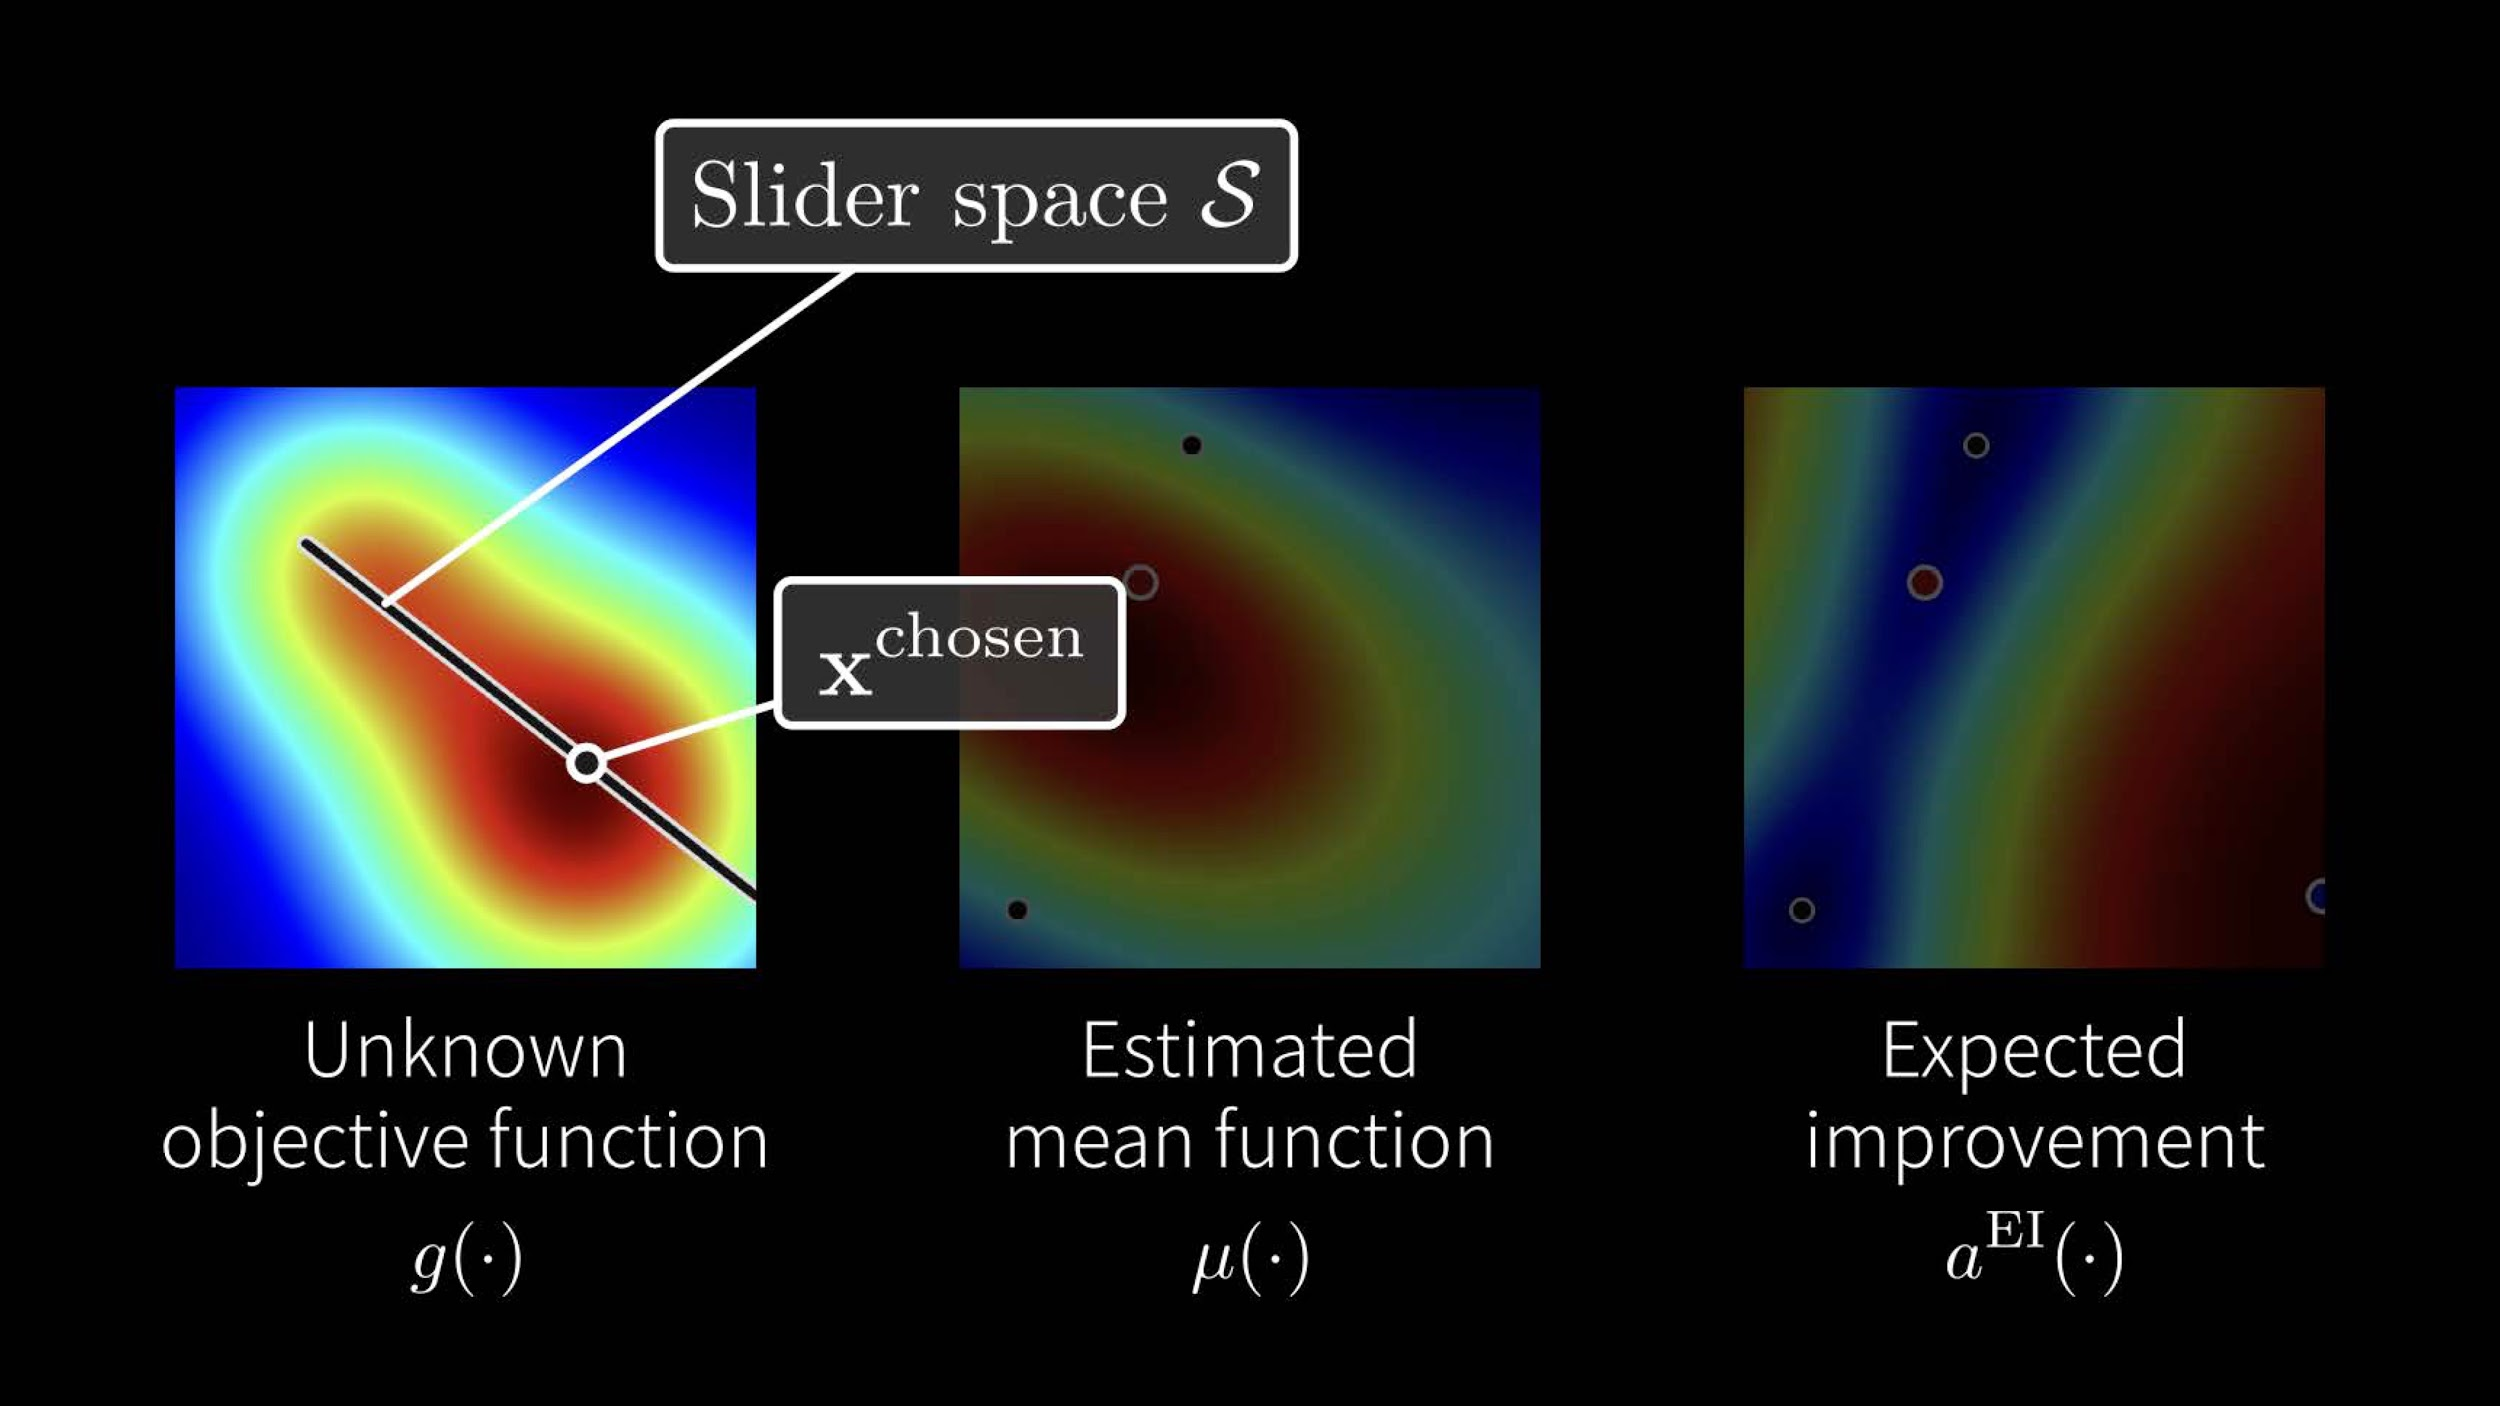 Slider space 𝒮
x^chosen
Unknown
objective function
g(·)
Estimated
mean function
μ(·)
Expected
improvement
a^EI(·)